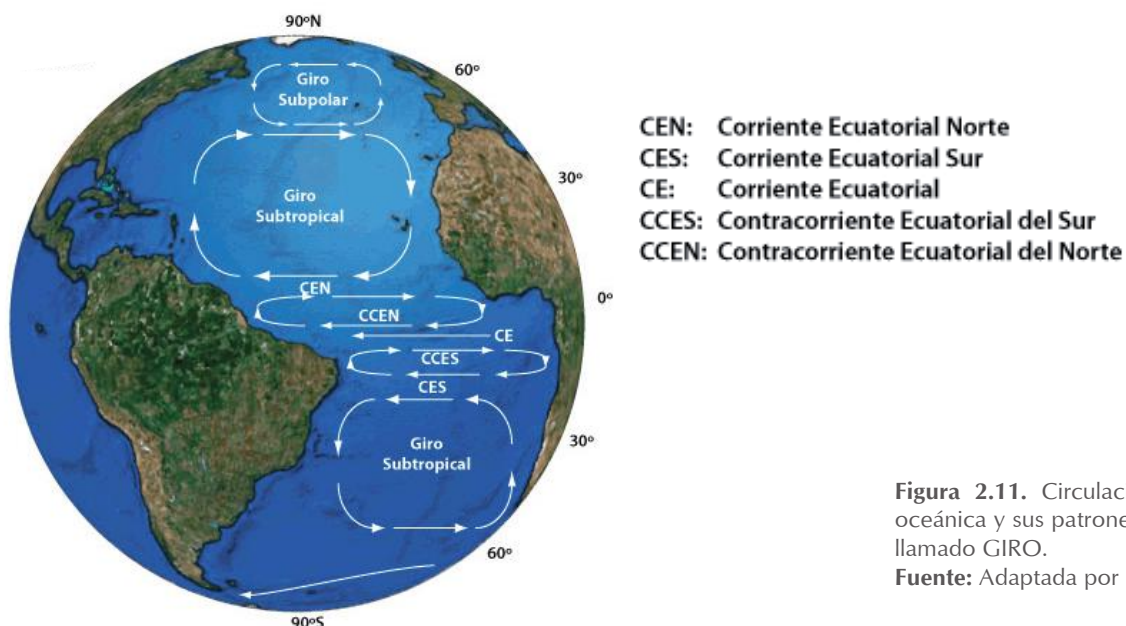 90ºN
60º
Giro
Subpolar
30º
Giro
Subtropical
CEN
0º
CCEN
CE
CCES
CES
30º
Giro
Subtropical
60º
90ºS
CEN: Corriente Ecuatorial Norte
CES: Corriente Ecuatorial Sur
CE: Corriente Ecuatorial
CCES: Contracorriente Ecuatorial del Sur
CCEN: Contracorriente Ecuatorial del Norte
Figura 2.11. Circulac
oceánica y sus patrone
llamado GIRO.
Fuente: Adaptada por